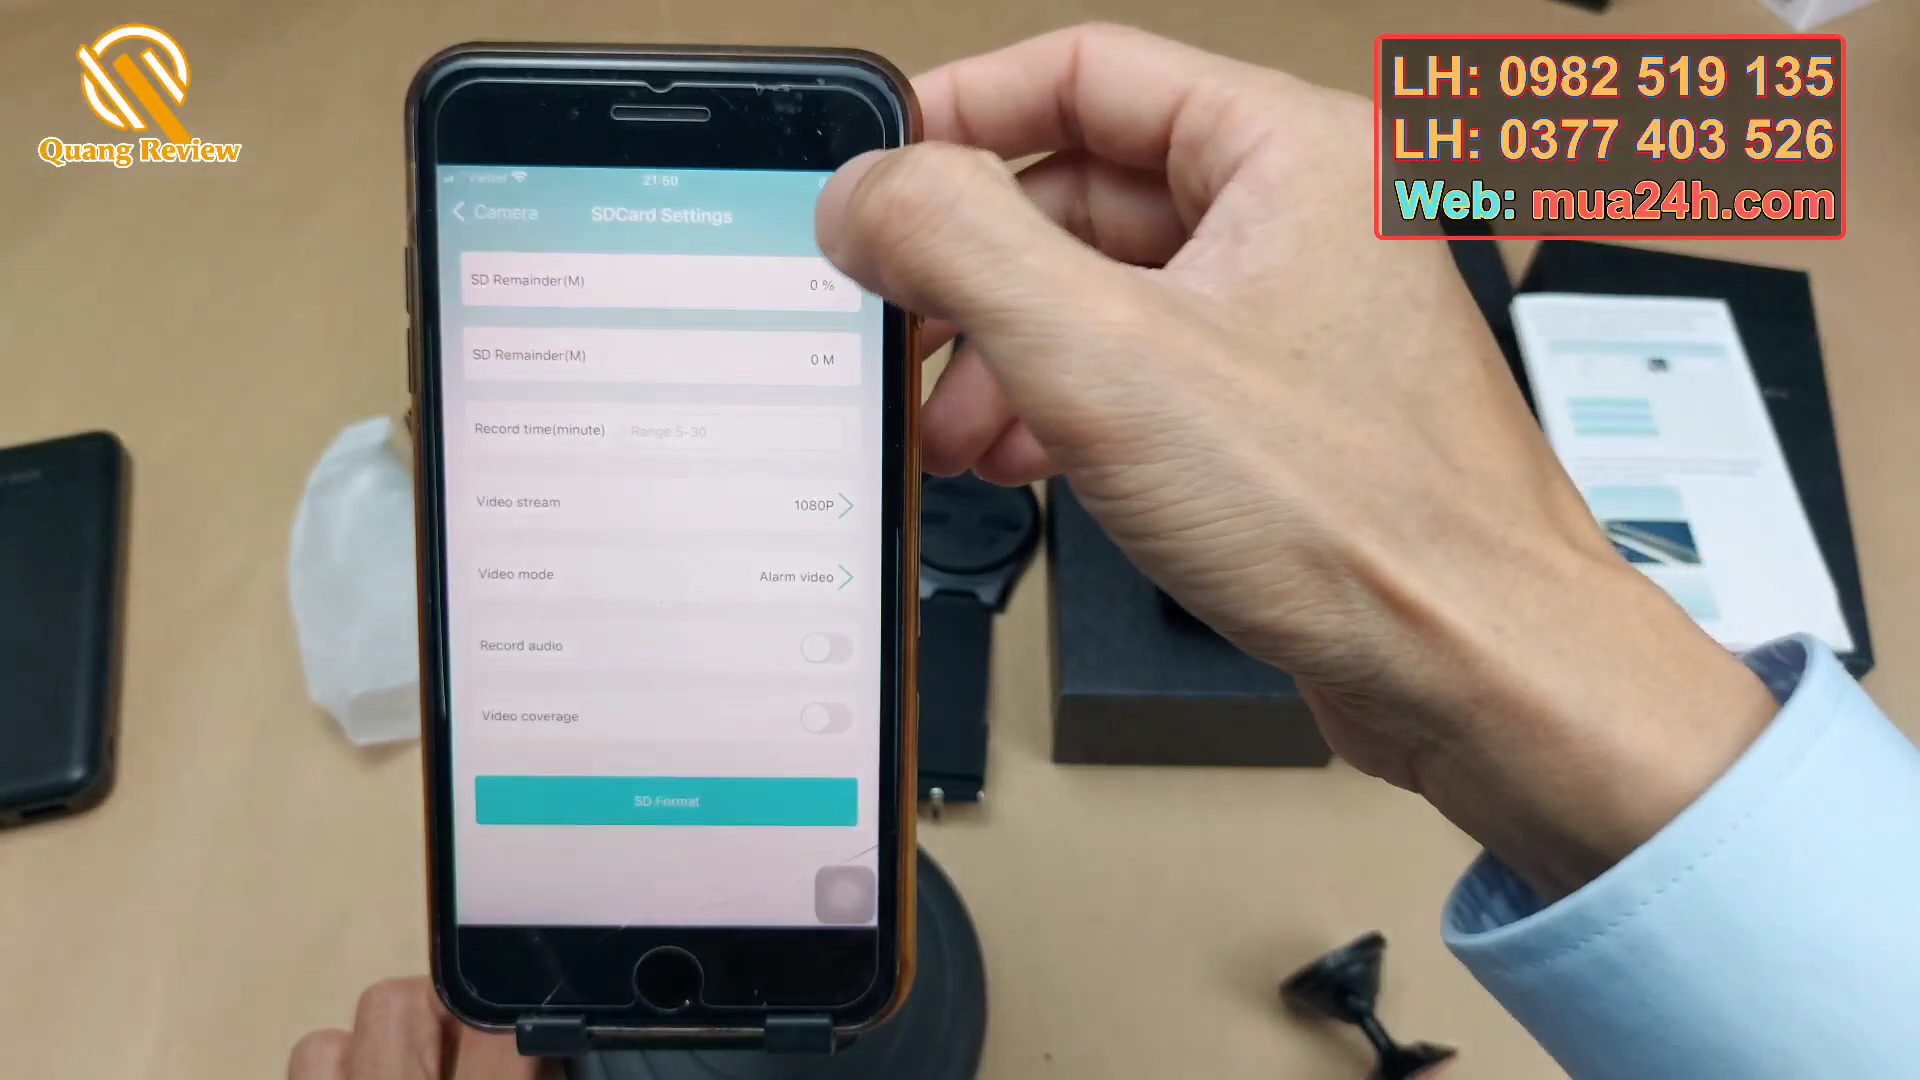 Quang Review
LH: 0982 519 135
LH: 0377 403 526
Web: mua24h.com
Viettel
21:50
Camera
SDCard Settings
SD Remainder(M)
0 %
SD Remainder(M)
0 M
Record time(minute)
Range 5-30
Video stream
1080P
Video mode
Alarm video
Record audio
Video coverage
SD Format